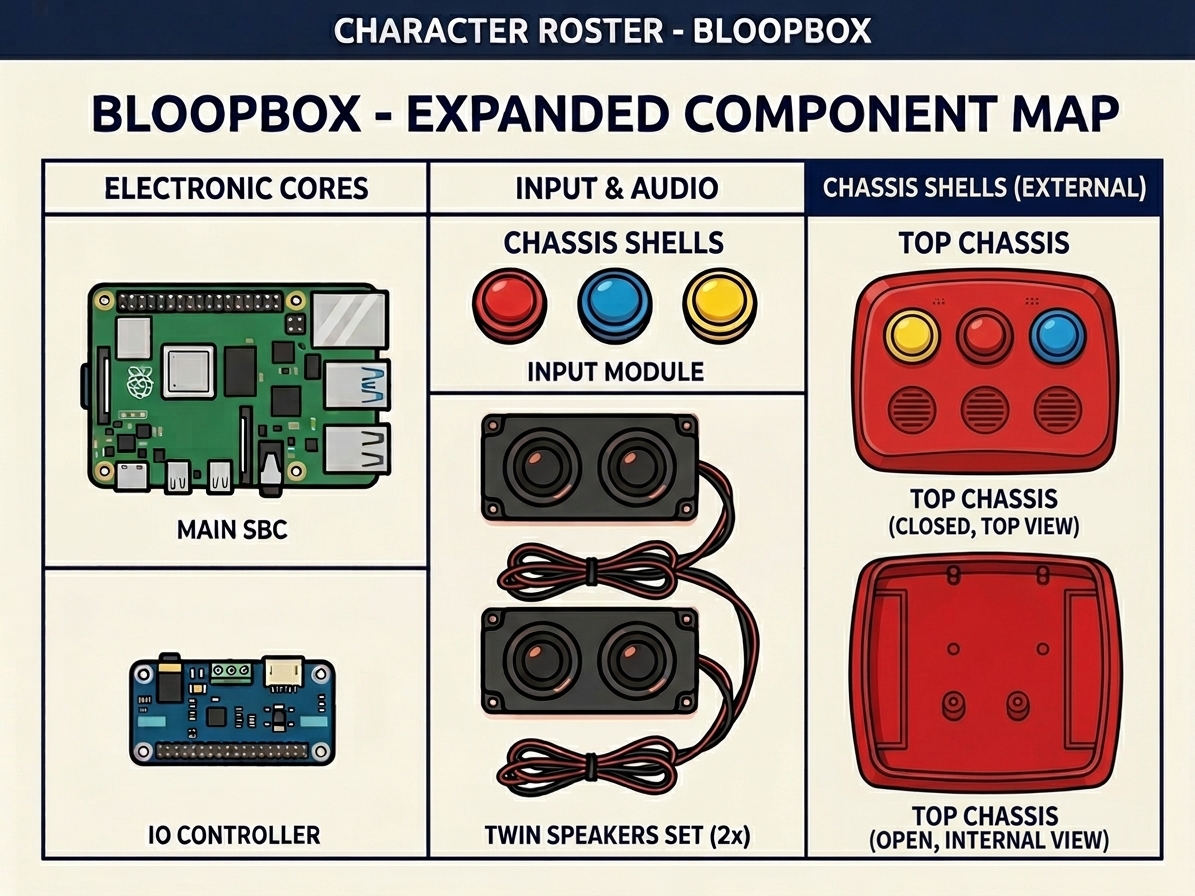 CHARACTER ROSTER - BLOOPBOX
BLOOPBOX - EXPANDED COMPONENT MAP
ELECTRONIC CORES
MAIN SBC
IO CONTROLLER
INPUT & AUDIO
CHASSIS SHELLS
INPUT MODULE
TWIN SPEAKERS SET (2x)
CHASSIS SHELLS (EXTERNAL)
TOP CHASSIS
TOP CHASSIS
(CLOSED, TOP VIEW)
TOP CHASSIS
(OPEN, INTERNAL VIEW)